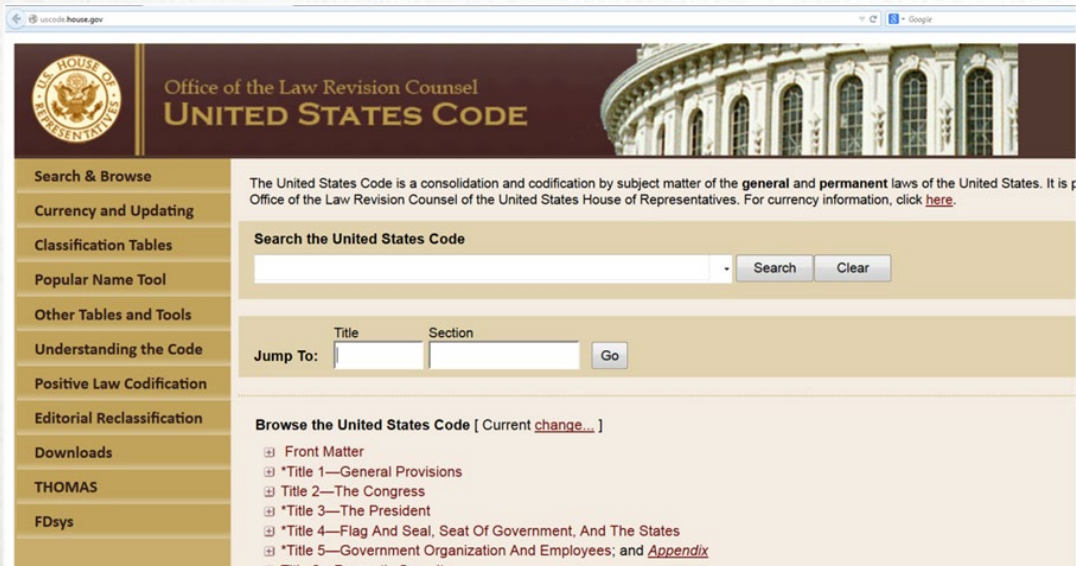 uscode.house.gov
Google
U.S. HOUSE OF REPRESENTATIVES
Office of the Law Revision Counsel
UNITED STATES CODE
Search & Browse
Currency and Updating
Classification Tables
Popular Name Tool
Other Tables and Tools
Understanding the Code
Positive Law Codification
Editorial Reclassification
Downloads
THOMAS
FDsys
The United States Code is a consolidation and codification by subject matter of the general and permanent laws of the United States. It is
Office of the Law Revision Counsel of the United States House of Representatives. For currency information, click here.
Search the United States Code
Search Clear
Title Section
Jump To: Go
Browse the United States Code [ Current change... ]
Front Matter
*Title 1—General Provisions
Title 2—The Congress
*Title 3—The President
*Title 4—Flag And Seal, Seat Of Government, And The States
*Title 5—Government Organization And Employees; and Appendix